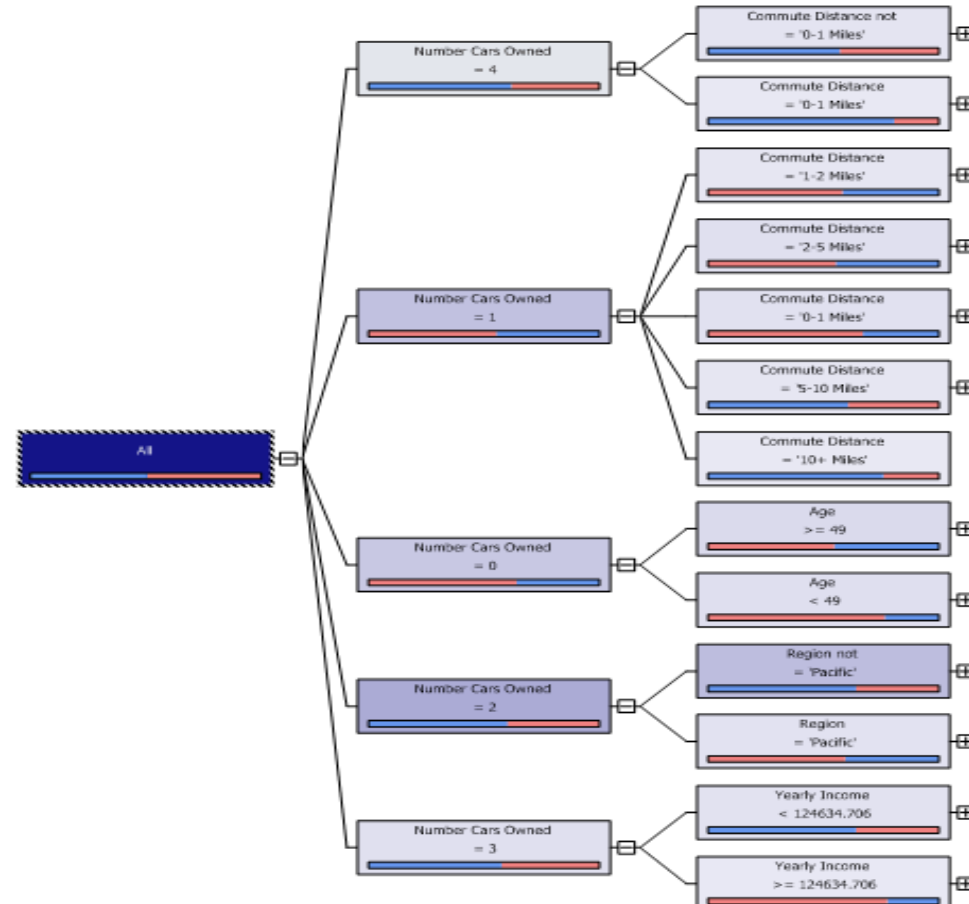 Commute Distance not
= '0-1 Miles'
Number Cars Owned
= 4
Commute Distance
= '0-1 Miles'
Commute Distance
= '1-2 Miles'
Commute Distance
= '2-5 Miles'
Number Cars Owned
= 1
Commute Distance
= '0-1 Miles'
Commute Distance
= '5-10 Miles'
All
Commute Distance
= '10+ Miles'
Age
>= 49
Number Cars Owned
= 0
Age
< 49
Region not
= 'Pacific'
Number Cars Owned
= 2
Region
= 'Pacific'
Yearly Income
< 124634.706
Number Cars Owned
= 3
Yearly Income
>= 124634.706